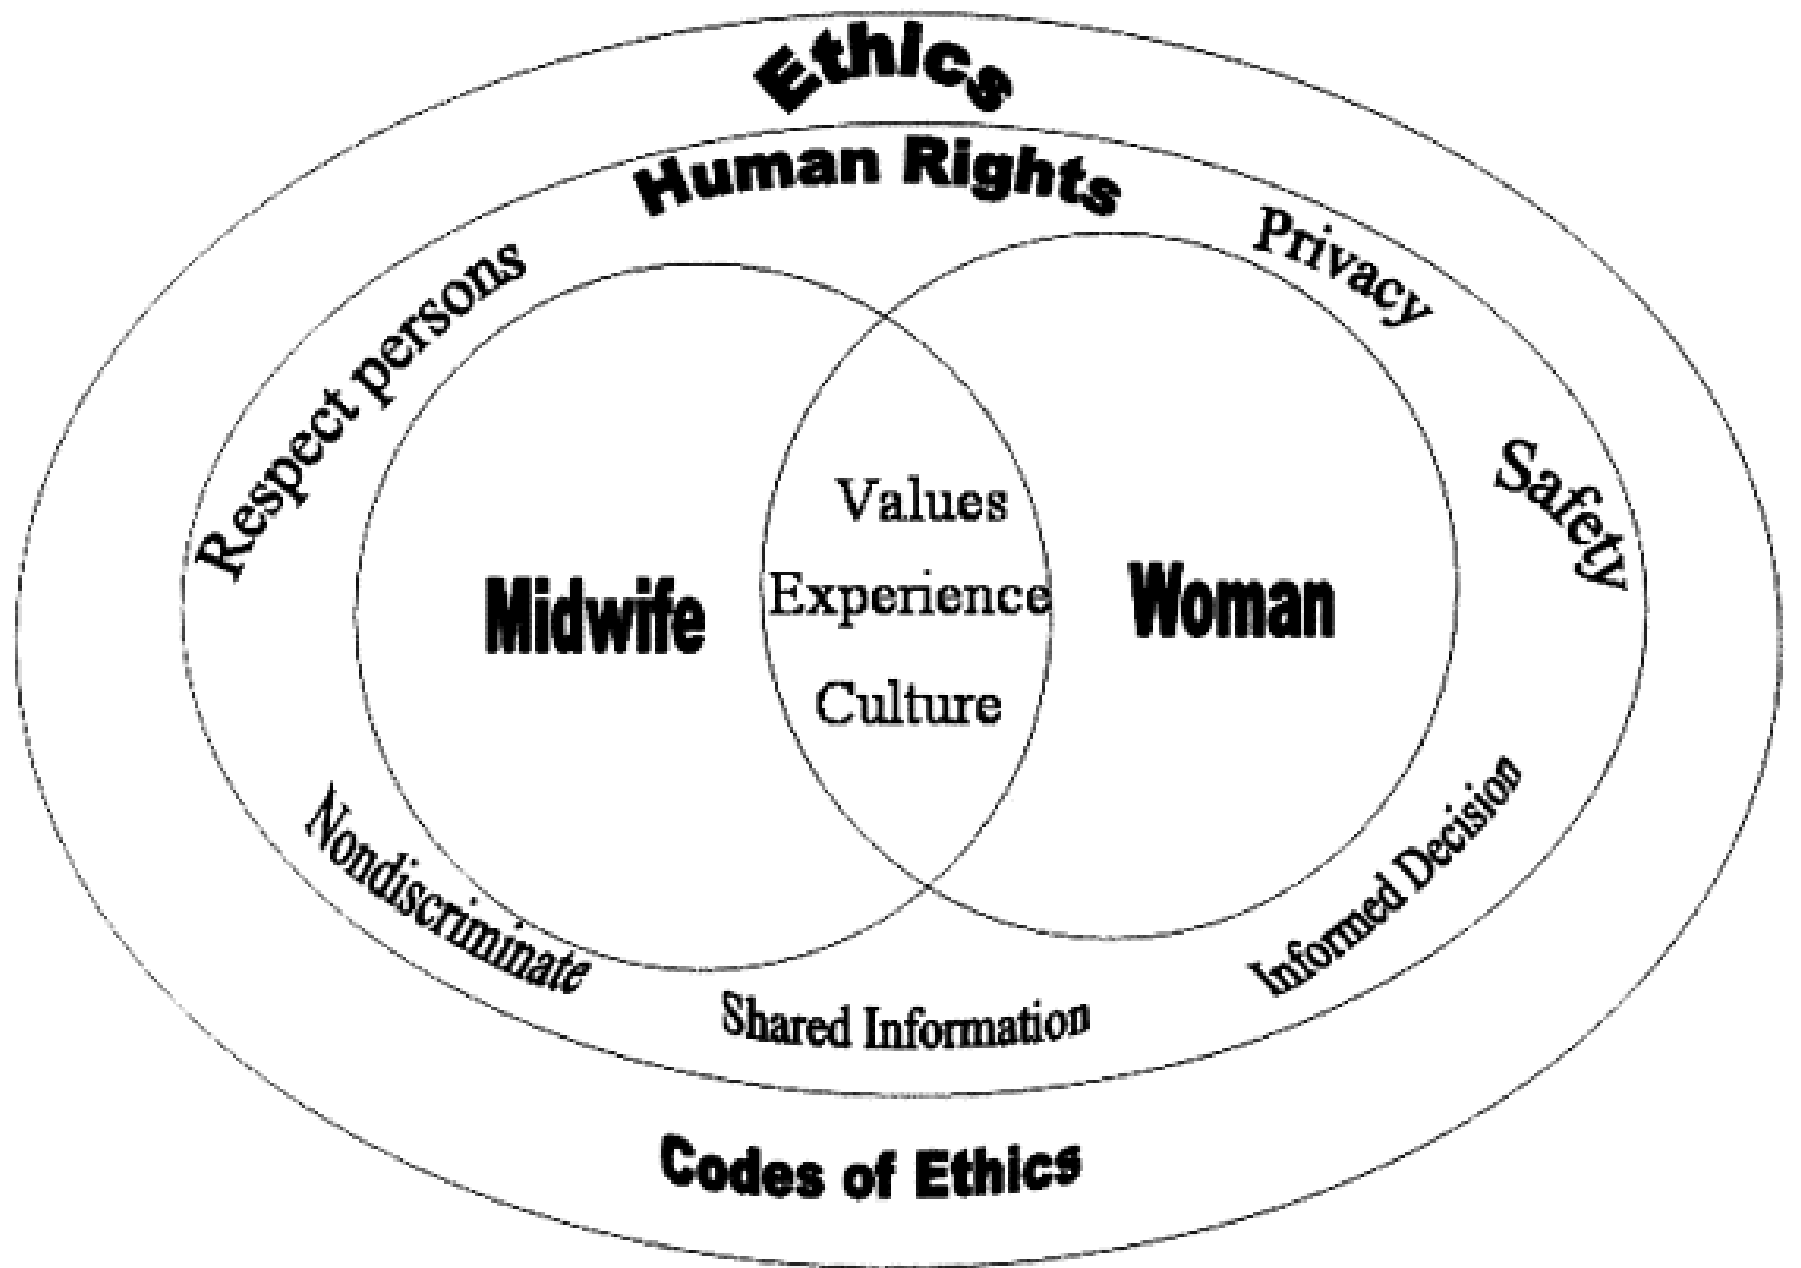 Ethics
Human Rights
Respect persons
Privacy
Safety
Values
Experience
Culture
Midwife
Woman
Nondiscriminate
Shared Information
Informed Decision
Codes of Ethics